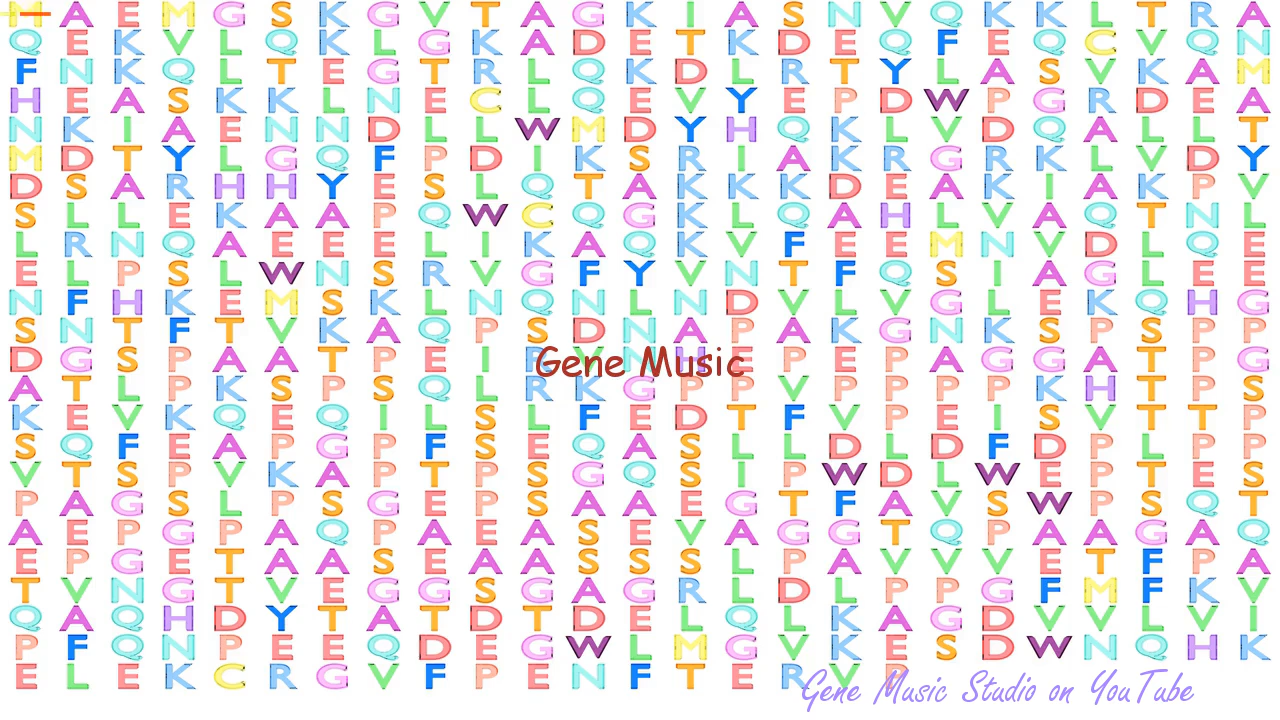 M A E M G S K G V T A G K I A S N V Q K K L T R A
Q E K V L Q K L G K A D E T K D E Q F E Q C V Q N
F N K Q L T E G T R L Q K D L R T Y L A S V K A M
H E A S K K L N E C L Q E V Y E P D W P G R D E A
N K I A E N N D L L W M D Y H Q K L V D Q A L L T
M D T Y L G Q F P D I K S R I A K R G R K L V D Y
D S A R H H Y E S L Q T A K K K D E A K I A K P V
S L L E K A A P Q W C Q G K L Q A H L V A Q T N L
L R N Q A E E E L I K A Q K V F E E M N V D L Q E
E L P S L W N S R V G F Y V N T F Q S I A G L E E
N F H K E M S K L N Q N L N D V L V G L E K Q H G
S N T F T V K A Q P S D N A P A K G N K S P S P P
D G S P A A T P E I R V N H P P E P A G G A T P G
Gene Music
A T L P K S P S Q L R K G P P V P P P P K H T P S
K E V K Q E Q I L S L F E D T F V P E I S V T T P
S Q F E A P G P F S E Q A S L L D L D F D P L P P
V T S P V K A P T P S G Q S I P W D L W E P T E S
P A G S L P S G E P S A A E G T F A V S W P S Q T
A E P G P A Q P A E A S E V A G G T Q P A A G A Q
E P G E T A A S E A A S S S L P A V V V E T F P A
T V N G T V E G G S G A G R L D L P P G F M F K V
Q A Q H D Y T A T D T D E L Q L K A G D V V L V I
P F Q N P E E Q D E G W L M G V K E S D W N Q H K
E L E K C R G V F P E N F T E R V P
Gene Music Studio on YouTube